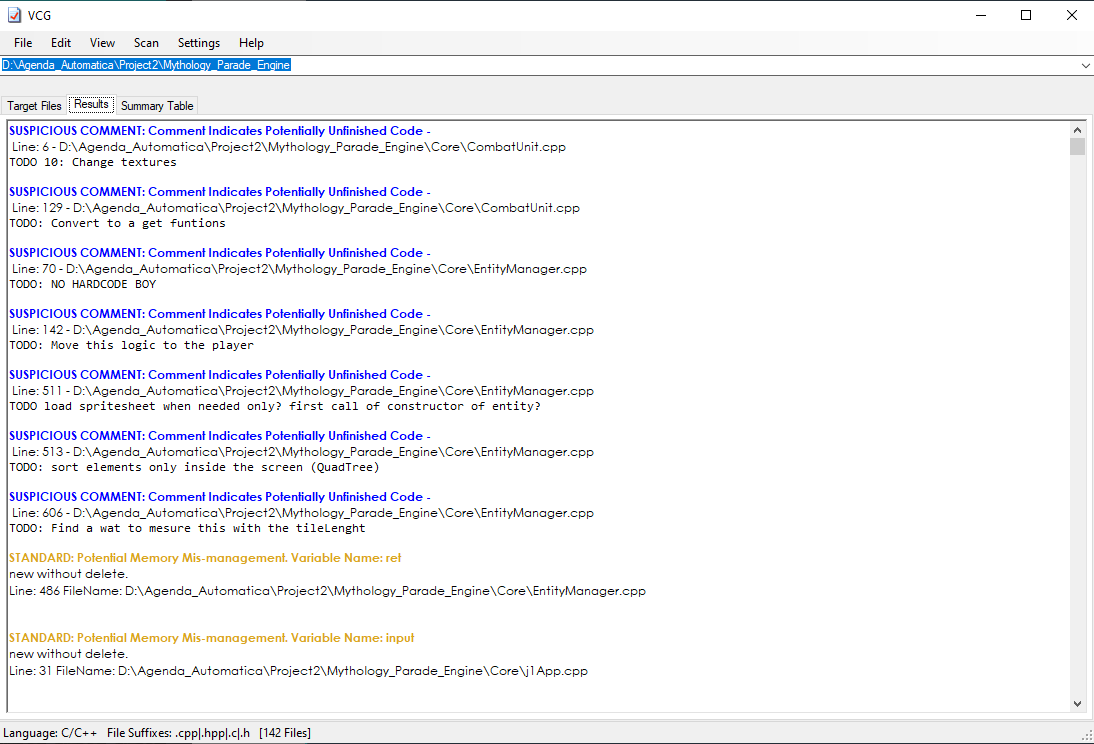 VCG
File Edit View Scan Settings Help
D:\Agenda_Automatica\Project2\Mythology_Parade_Engine
Target Files Results Summary Table
SUSPICIOUS COMMENT: Comment Indicates Potentially Unfinished Code -
Line: 6 - D:\Agenda_Automatica\Project2\Mythology_Parade_Engine\Core\CombatUnit.cpp
TODO 10: Change textures
SUSPICIOUS COMMENT: Comment Indicates Potentially Unfinished Code -
Line: 129 - D:\Agenda_Automatica\Project2\Mythology_Parade_Engine\Core\CombatUnit.cpp
TODO: Convert to a get funtions
SUSPICIOUS COMMENT: Comment Indicates Potentially Unfinished Code -
Line: 70 - D:\Agenda_Automatica\Project2\Mythology_Parade_Engine\Core\EntityManager.cpp
TODO: NO HARDCODE BOY
SUSPICIOUS COMMENT: Comment Indicates Potentially Unfinished Code -
Line: 142 - D:\Agenda_Automatica\Project2\Mythology_Parade_Engine\Core\EntityManager.cpp
TODO: Move this logic to the player
SUSPICIOUS COMMENT: Comment Indicates Potentially Unfinished Code -
Line: 511 - D:\Agenda_Automatica\Project2\Mythology_Parade_Engine\Core\EntityManager.cpp
TODO load spritesheet when needed only? first call of constructor of entity?
SUSPICIOUS COMMENT: Comment Indicates Potentially Unfinished Code -
Line: 513 - D:\Agenda_Automatica\Project2\Mythology_Parade_Engine\Core\EntityManager.cpp
TODO: sort elements only inside the screen (QuadTree)
SUSPICIOUS COMMENT: Comment Indicates Potentially Unfinished Code -
Line: 606 - D:\Agenda_Automatica\Project2\Mythology_Parade_Engine\Core\EntityManager.cpp
TODO: Find a wat to mesure this with the tileLenght
STANDARD: Potential Memory Mis-management. Variable Name: ret
new without delete.
Line: 486 FileName: D:\Agenda_Automatica\Project2\Mythology_Parade_Engine\Core\EntityManager.cpp
STANDARD: Potential Memory Mis-management. Variable Name: input
new without delete.
Line: 31 FileName: D:\Agenda_Automatica\Project2\Mythology_Parade_Engine\Core\j1App.cpp
Language: C/C++ File Suffixes: .cpp|.hpp|.c|.h [142 Files]